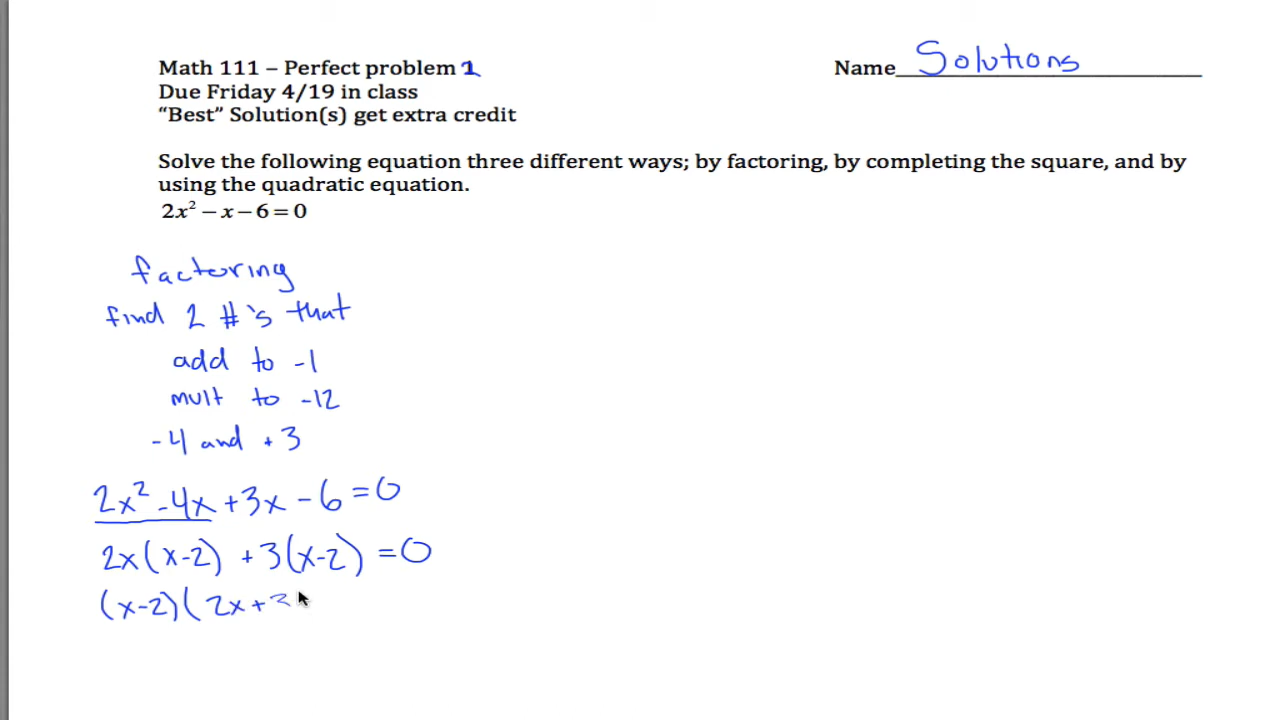 Math 111 – Perfect problem 1
Name Solutions
Due Friday 4/19 in class
“Best” Solution(s) get extra credit
Solve the following equation three different ways; by factoring, by completing the square, and by
using the quadratic equation.
2x² – x – 6 = 0
factoring
find 2 #'s that
add to -1
mult to -12
-4 and +3
2x² -4x +3x - 6 = 0
2x(x-2) +3(x-2) = 0
(x-2)(2x+3